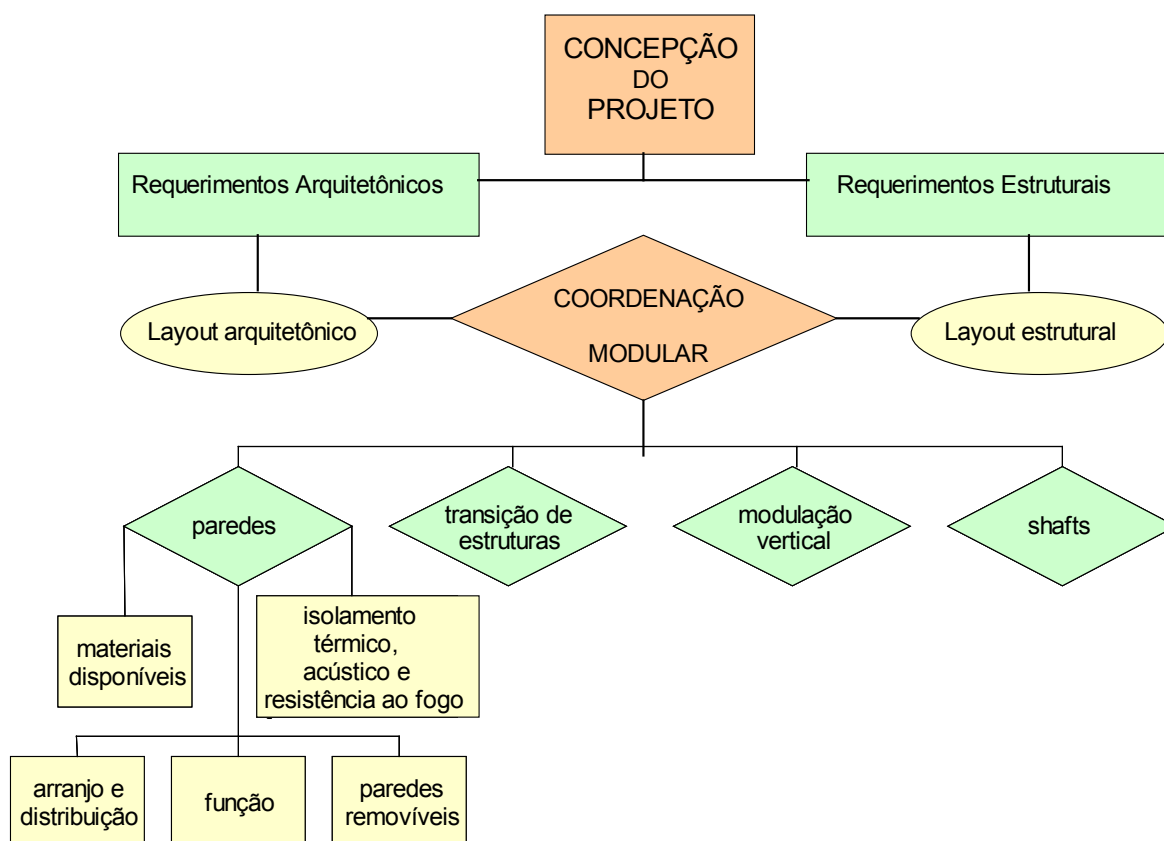 CONCEPÇÃO
DO
PROJETO
Requerimentos Arquitetônicos
Requerimentos Estruturais
COORDENAÇÃO
MODULAR
Layout arquitetônico
Layout estrutural
paredes
transição de
estruturas
modulação
vertical
shafts
materiais
disponíveis
isolamento
térmico,
acústico e
resistência ao fogo
arranjo e
distribuição
função
paredes
removíveis